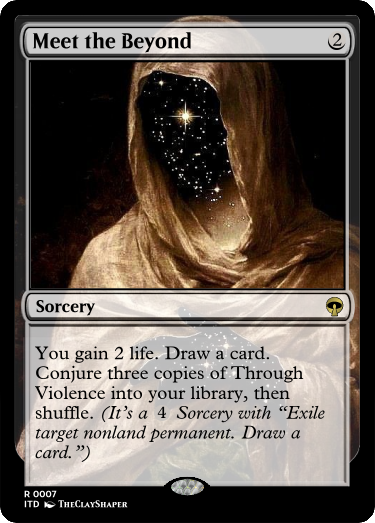 Meet the Beyond 2
Sorcery
You gain 2 life. Draw a card.
Conjure three copies of Through
Violence into your library, then
shuffle. (It's a 4 Sorcery with “Exile
target nonland permanent. Draw a
card.”)
R 0007
ITD TheClayShaper